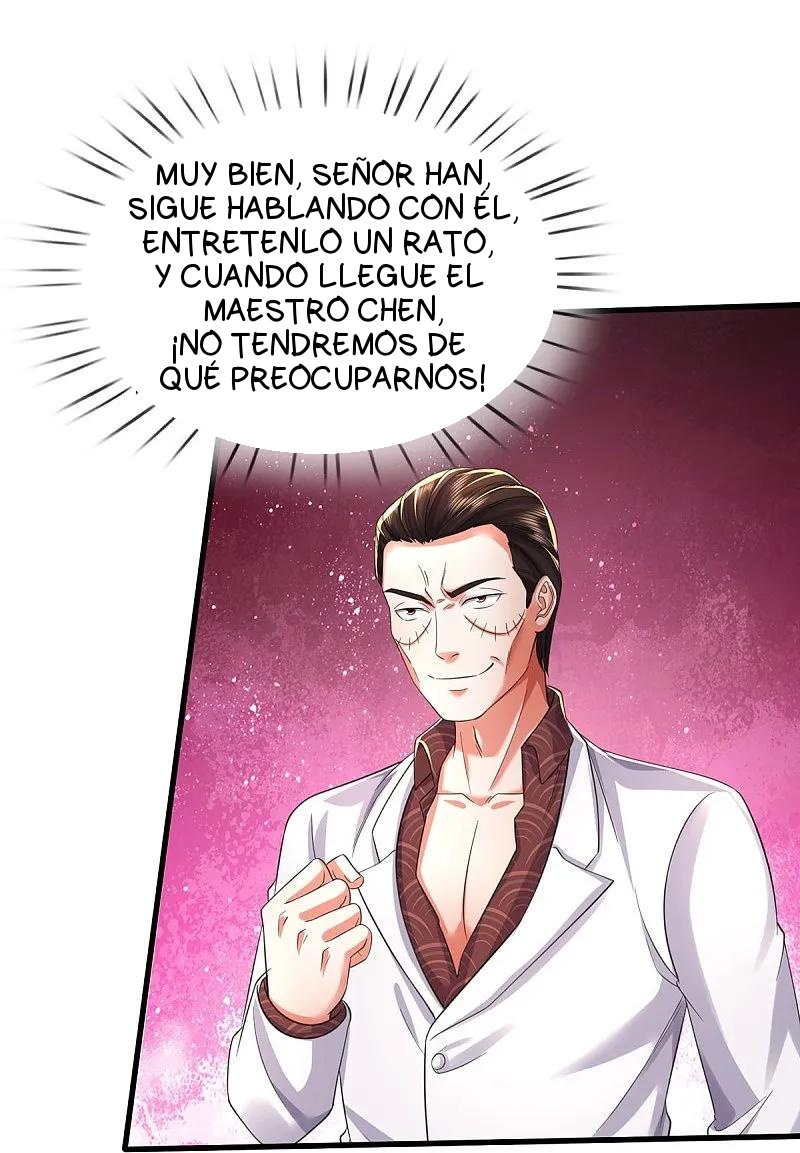 MUY BIEN, SEÑOR HAN,
SIGUE HABLANDO CON ÉL,
ENTRETENLO UN RATO,
Y CUANDO LLEGUE EL
MAESTRO CHEN,
¡NO TENDREMOS DE
QUÉ PREOCUPARNOS!